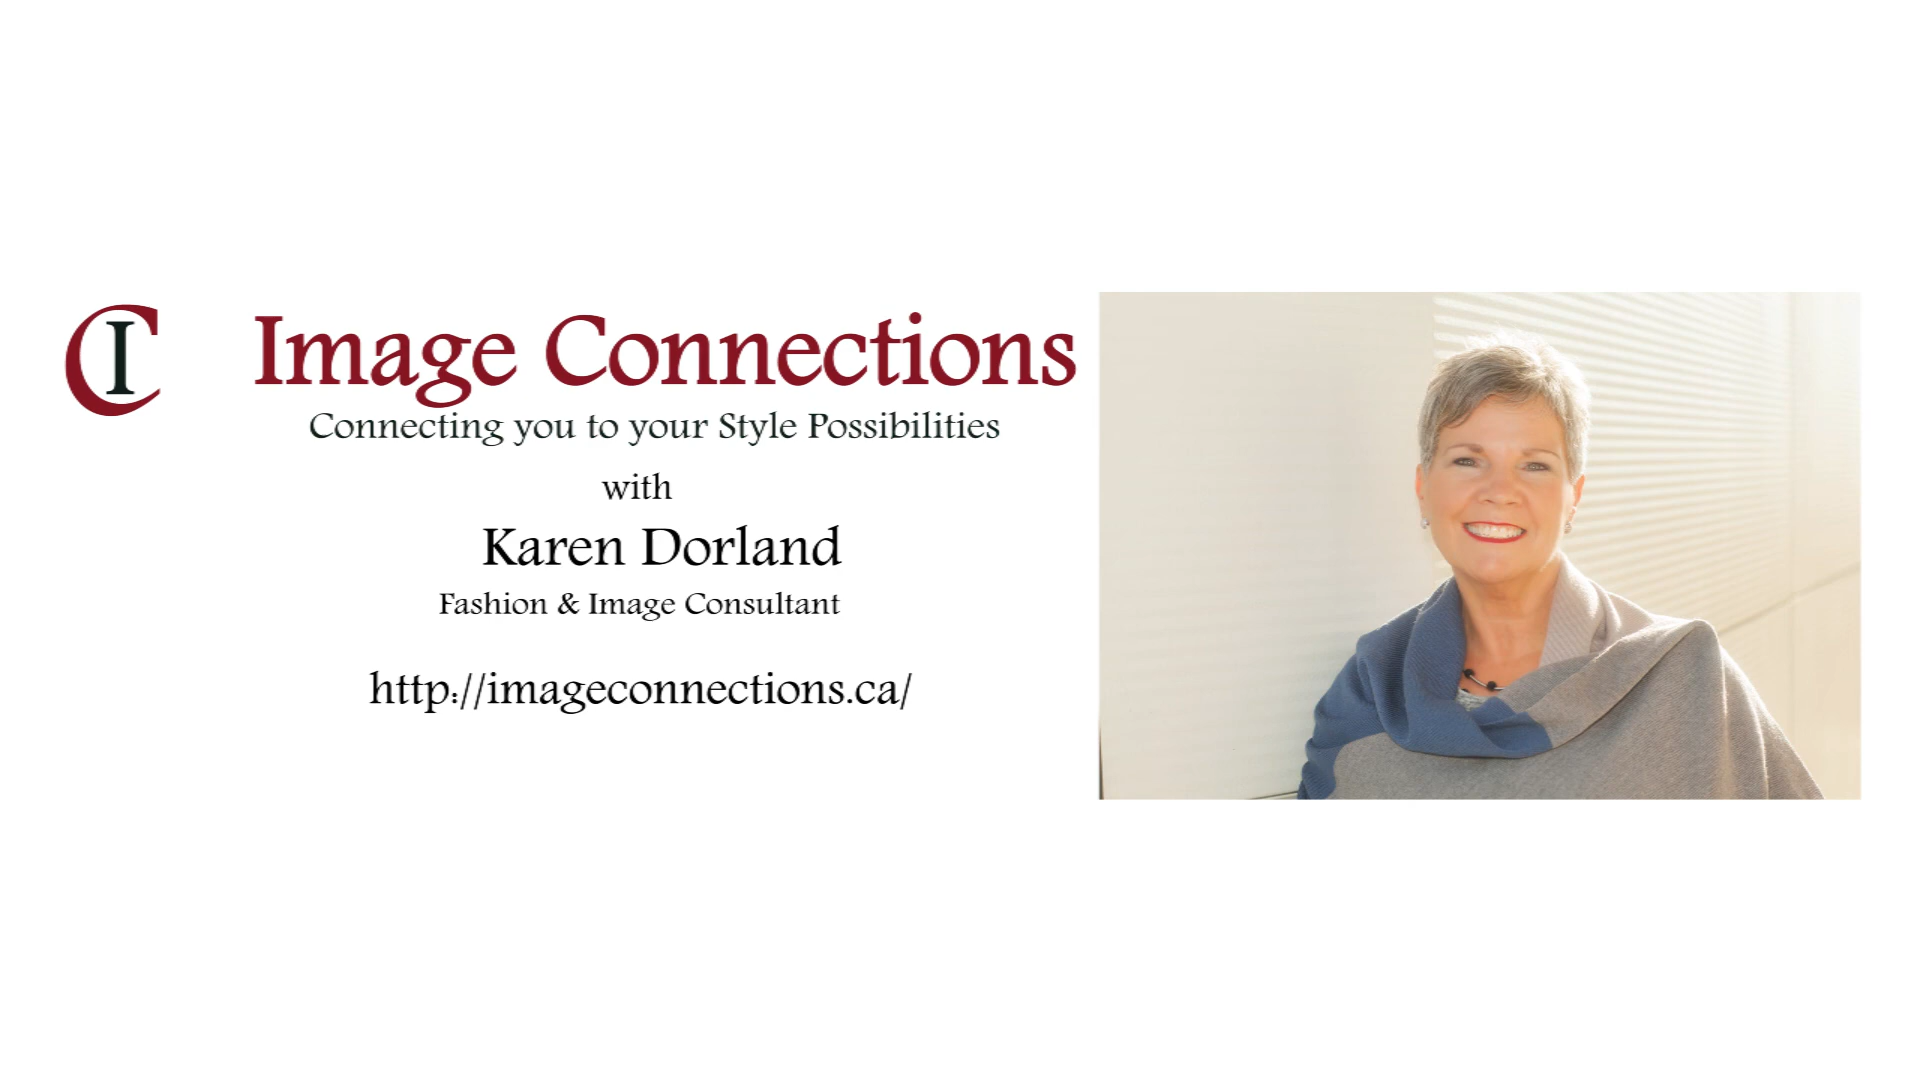 CI
Image Connections
Connecting you to your Style Possibilities
with
Karen Dorland
Fashion & Image Consultant
http://imageconnections.ca/